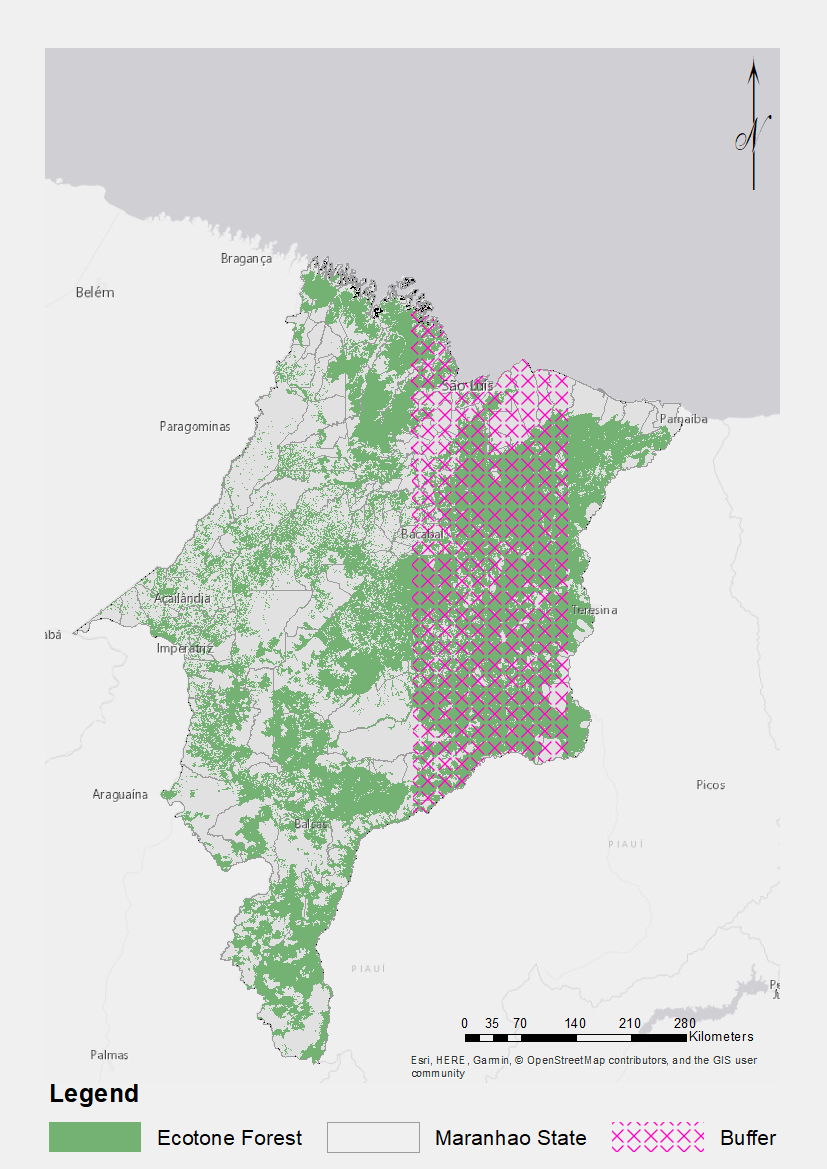 N
Bragança
Belém
São Luís
Parnaíba
Paragominas
Bacabal
Açailândia
Teresina
abá
Imperatriz
Araguaína
Picos
Balsas
PIAUÍ
PIAUÍ
0 35 70 140 210 280
Kilometers
Palmas
Esri, HERE, Garmin, © OpenStreetMap contributors, and the GIS user
community
Legend
Ecotone Forest
Maranhao State
Buffer